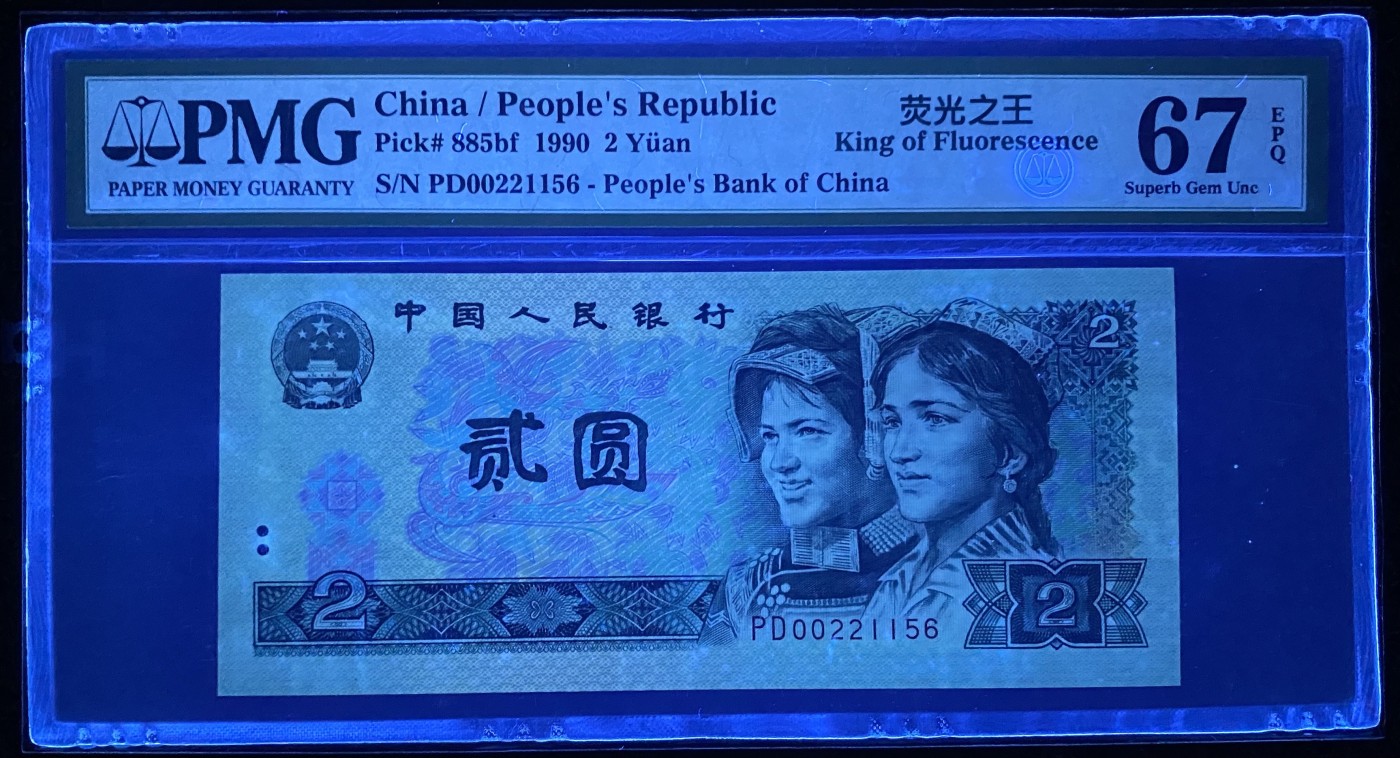 PMG
PAPER MONEY GUARANTY
China / People's Republic
Pick# 885bf 1990 2 Yüan
S/N PD00221156 - People's Bank of China
荧光之王
King of Fluorescence
67
EPQ
Superb Gem Unc
中国人民银行
2
贰圆
2
PD00221156
2